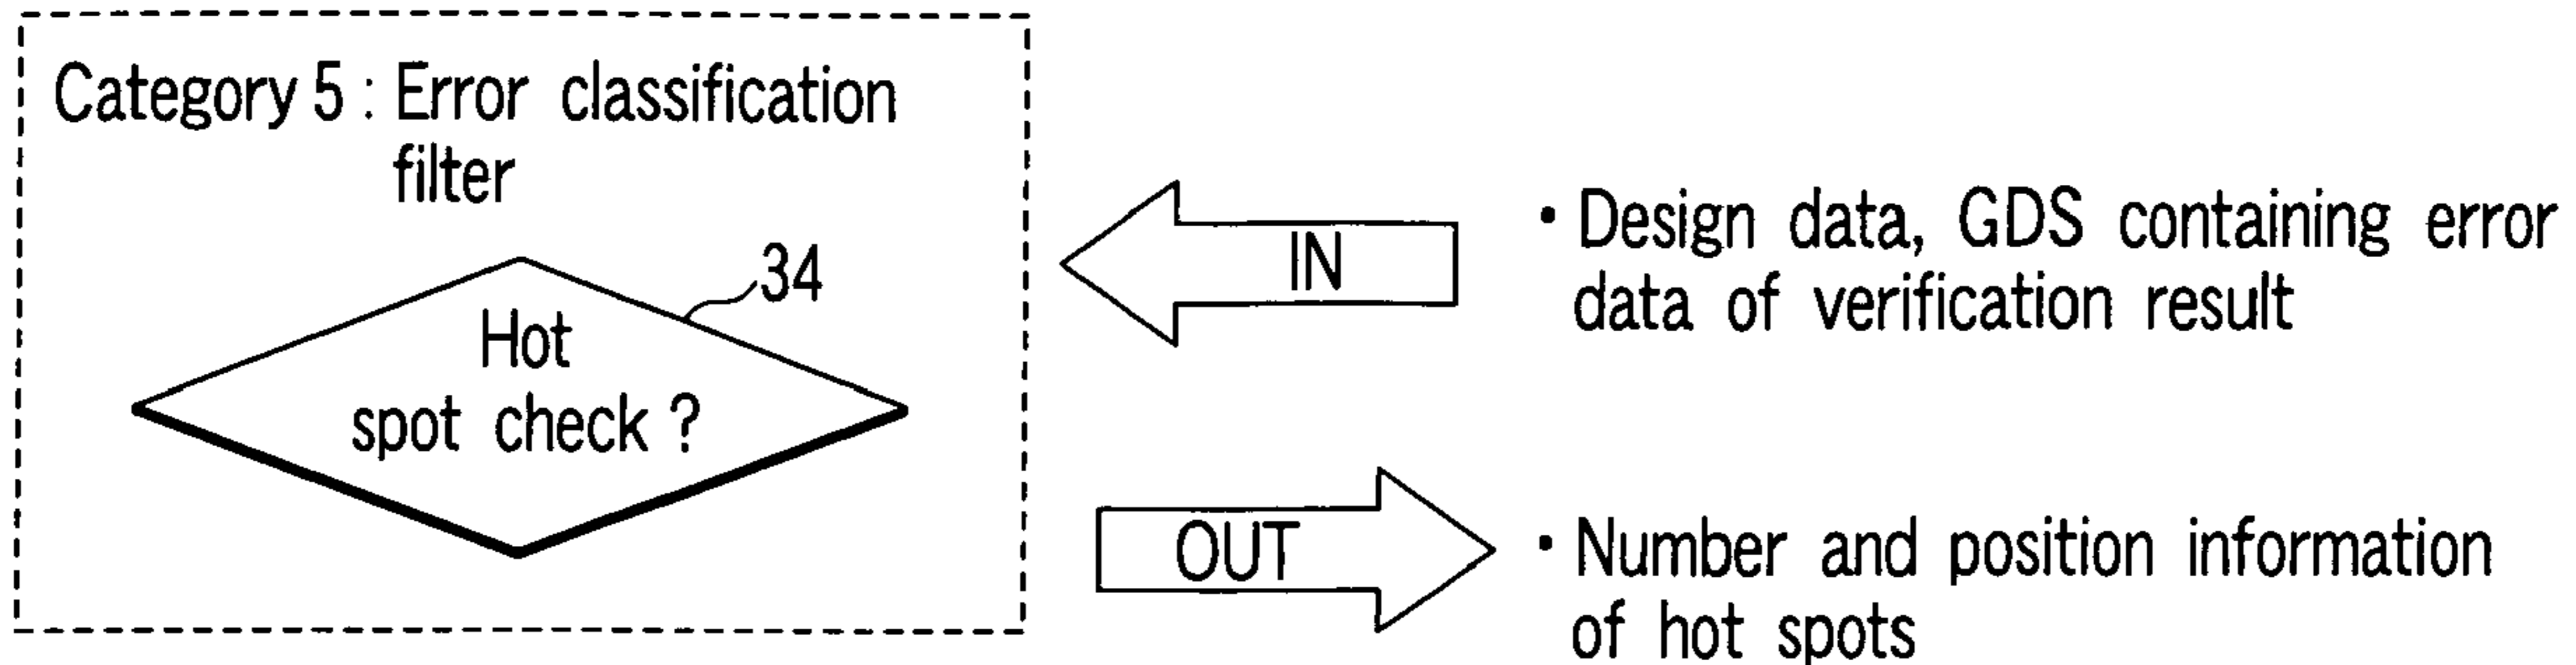 Category 5 : Error classification
filter
34
Hot
spot check ?
IN
• Design data, GDS containing error
data of verification result
OUT
• Number and position information
of hot spots